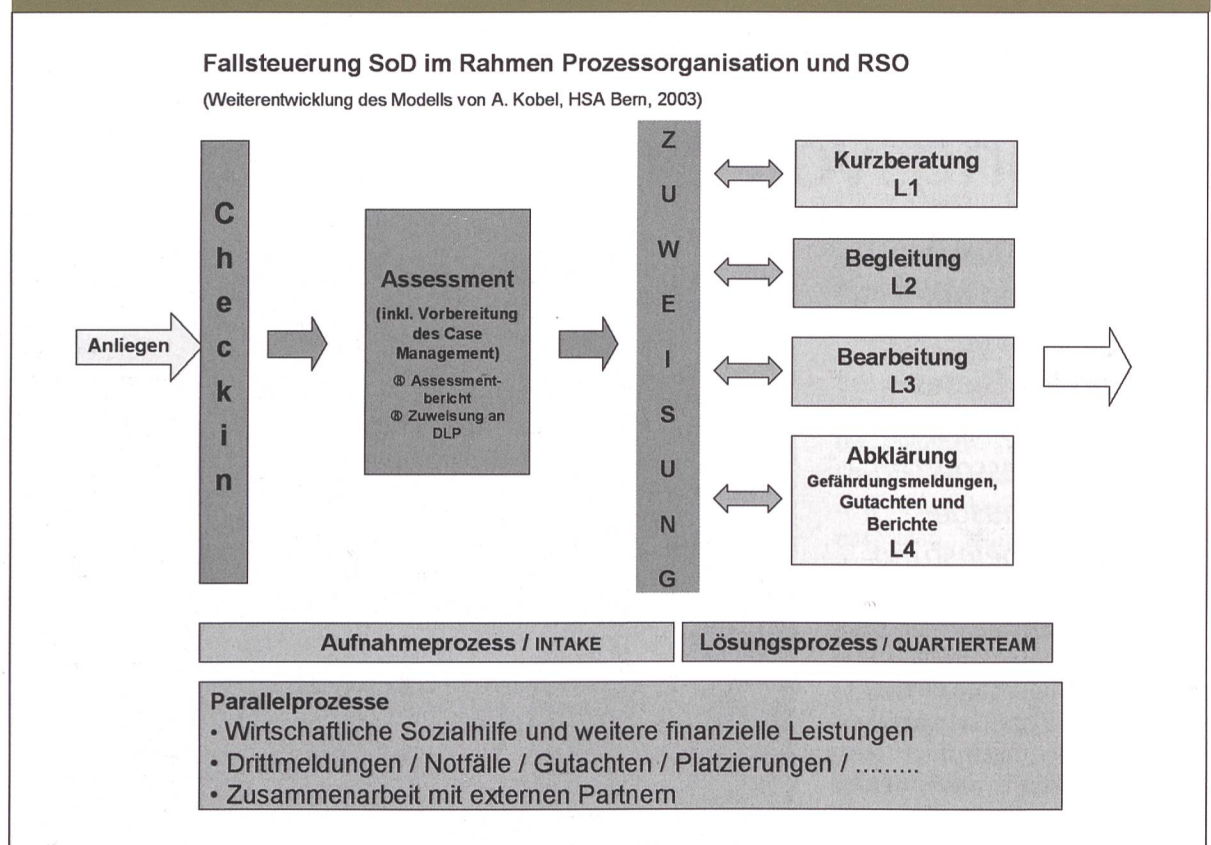 Fallsteuerung SoD im Rahmen Prozessorganisation und RSO
(Weiterentwicklung des Modells von A. Kobel, HSA Bern, 2003)
Anliegen
Checkin
Assessment
(inkl. Vorbereitung
des Case
Management)
® Assessment-
bericht
® Zuweisung an
DLP
ZUWEISUNG
Kurzberatung
L1
Begleitung
L2
Bearbeitung
L3
Abklärung
Gefährdungsmeldungen,
Gutachten und
Berichte
L4
Aufnahmeprozess / INTAKE
Lösungsprozess / QUARTIERTEAM
Parallelprozesse
• Wirtschaftliche Sozialhilfe und weitere finanzielle Leistungen
• Drittmeldungen / Notfälle / Gutachten / Platzierungen / .........
• Zusammenarbeit mit externen Partnern